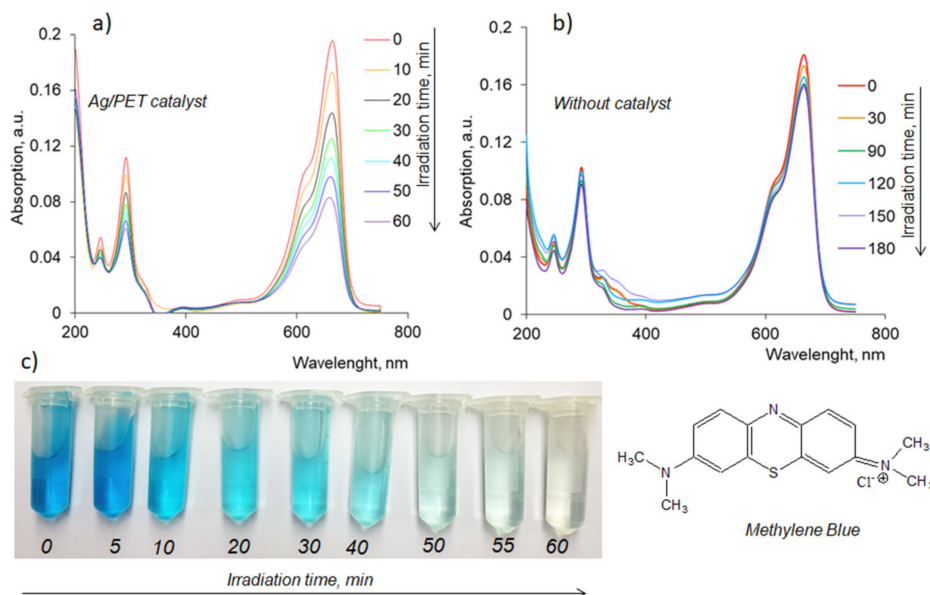 a)
Absorption, a.u.
0.2
0.16
0.12
0.08
0.04
0
200
400
600
800
Wavelenght, nm
Ag/PET catalyst
0
10
20
30
40
50
60
Irradiation time, min
b)
Absorption, a.u.
0.2
0.16
0.12
0.08
0.04
0
200
400
600
800
Wavelenght, nm
Without catalyst
0
30
90
120
150
180
Irradiation time, min
c)
0 5 10 20 30 40 50 55 60
Irradiation time, min
N
H₃C
N
CH₃
S
Cl⁻
⊕
N
CH₃
CH₃
Methylene Blue